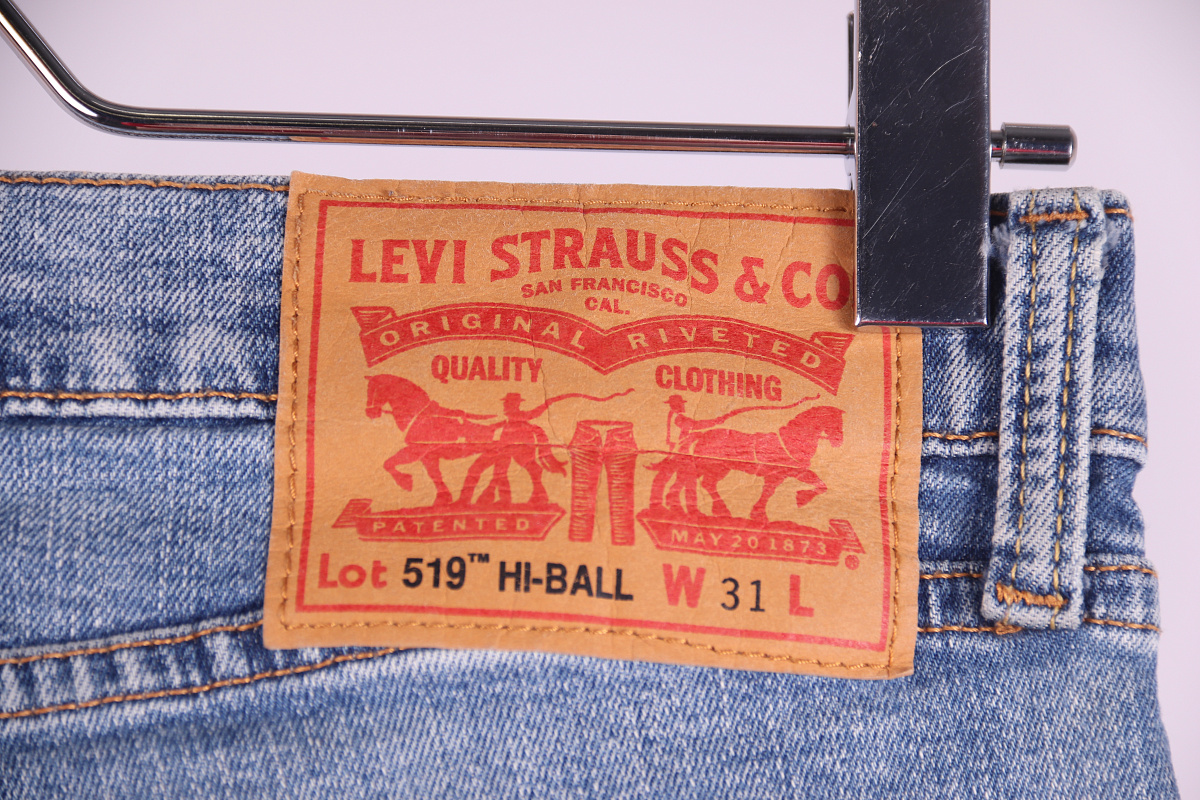 LEVI STRAUSS & CO
SAN FRANCISCO
CAL.
ORIGINAL RIVETED
QUALITY CLOTHING
PATENTED MAY 20 1873 ®
Lot 519™ HI-BALL W 31 L